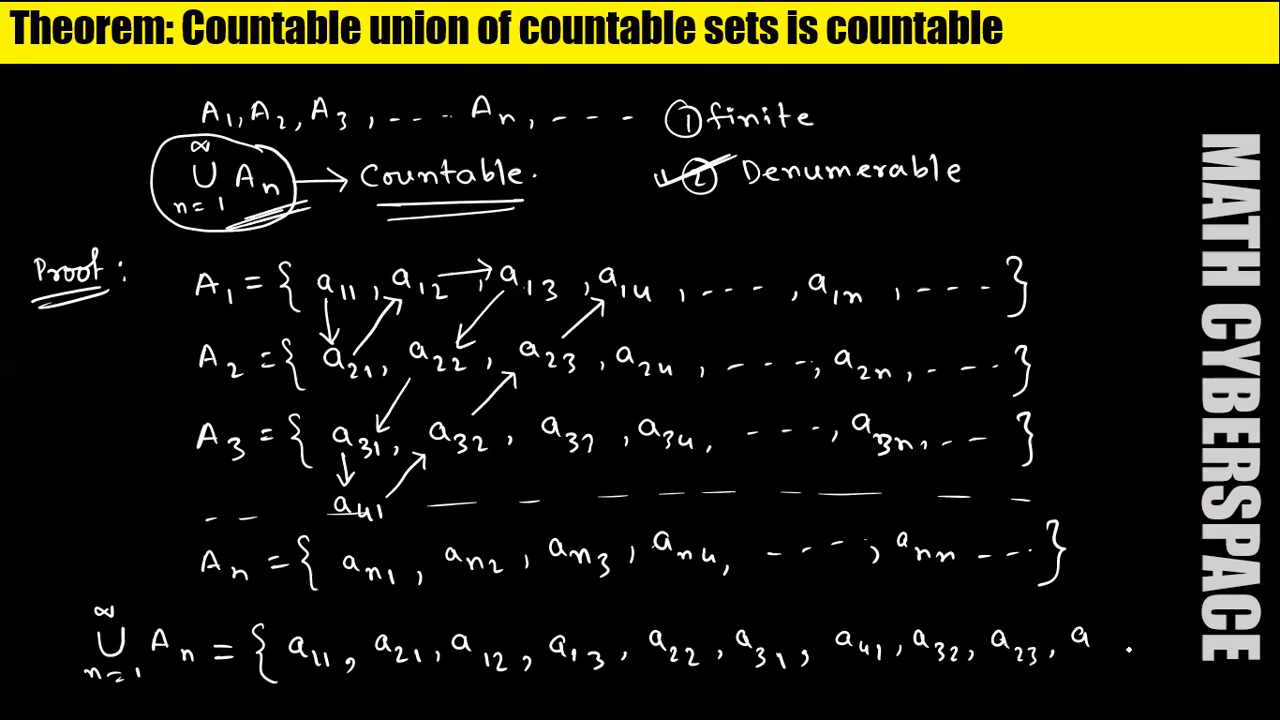 Theorem: Countable union of countable sets is countable
A₁, A₂, A₃, ---- Aₙ, ---- ① finite
∞
∪ Aₙ → Countable. ② Denumerable
n=1
Proof: A₁ = { a₁₁, a₁₂, a₁₃, a₁₄, ----, a₁ₙ, ---- }
A₂ = { a₂₁, a₂₂, a₂₃, a₂₄, ----, a₂ₙ, ---- }
A₃ = { a₃₁, a₃₂, a₃₃, a₃₄, ----, a₃ₙ, -- }
-- a₄₁ — — — — — — —
Aₙ = { aₙ₁, aₙ₂, aₙ₃, aₙ₄, ----, aₙₙ ---- }
∞
∪ Aₙ = { a₁₁, a₂₁, a₁₂, a₁₃, a₂₂, a₃₁, a₄₁, a₃₂, a₂₃, a .
n=1
MATH CYBERSPACE